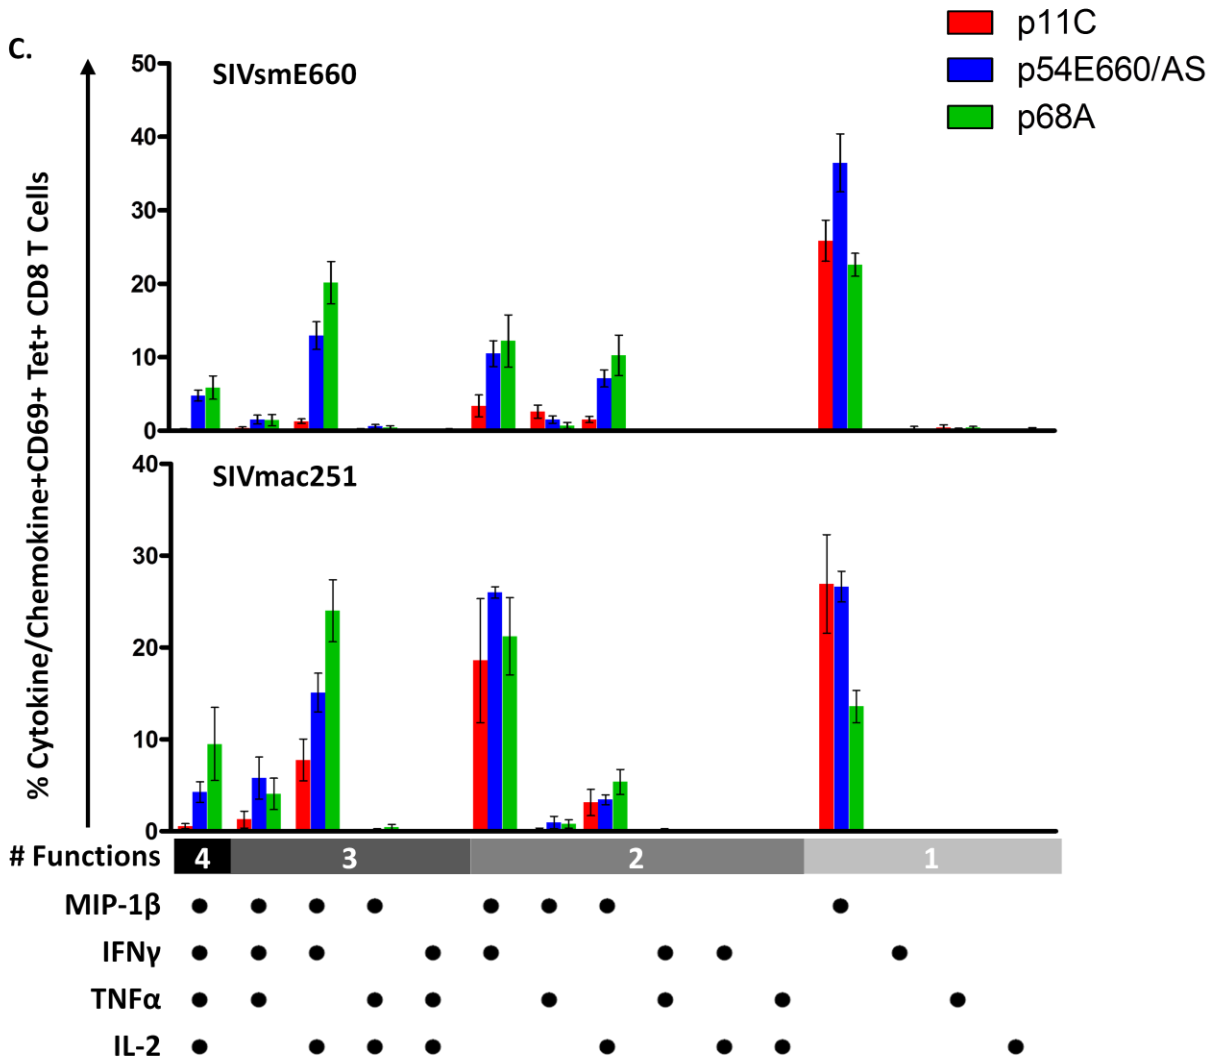 C.
p11C
p54E660/AS
p68A
% Cytokine/Chemokine+CD69+ Tet+ CD8 T Cells
SIVsmE660
50
40
30
20
10
0
SIVmac251
40
30
20
10
0
# Functions 4 3 2 1
MIP-1β
IFNγ
TNFα
IL-2